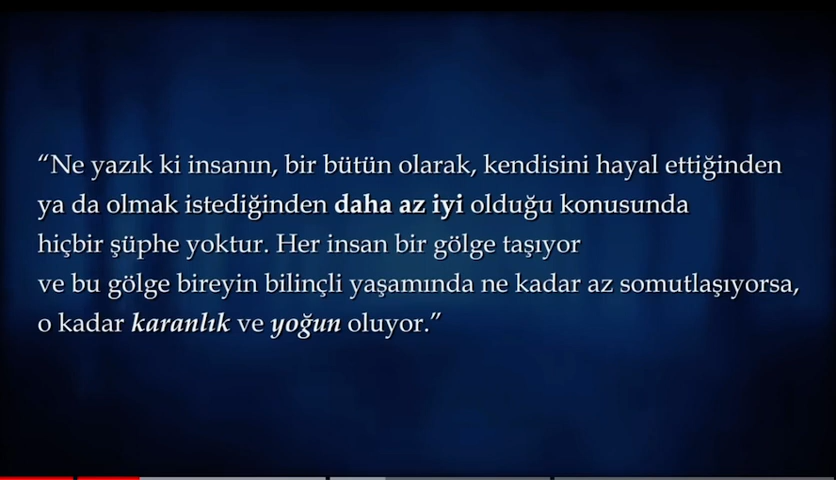 “Ne yazık ki insanın, bir bütün olarak, kendisini hayal ettiğinden
ya da olmak istediğinden daha az iyi olduğu konusunda
hiçbir şüphe yoktur. Her insan bir gölge taşıyor
ve bu gölge bireyin bilinçli yaşamında ne kadar az somutlaşıyorsa,
o kadar karanlık ve yoğun oluyor.”